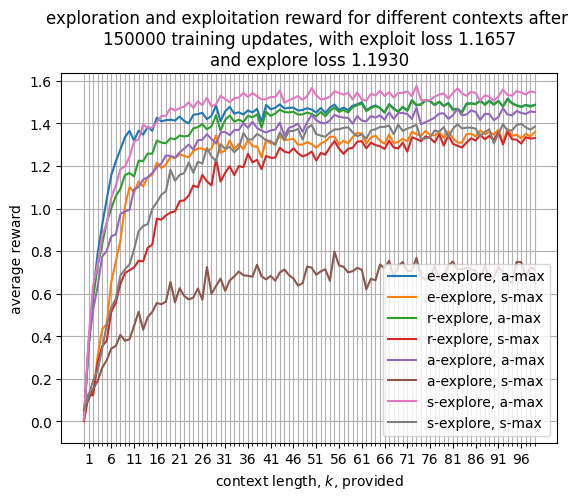 exploration and exploitation reward for different contexts after
150000 training updates, with exploit loss 1.1657
and explore loss 1.1930
1.6
1.4
1.2
1.0
0.8
0.6
0.4
0.2
0.0
average reward
e-explore, a-max
e-explore, s-max
r-explore, a-max
r-explore, s-max
a-explore, a-max
a-explore, s-max
s-explore, a-max
s-explore, s-max
1 6 11 16 21 26 31 36 41 46 51 56 61 66 71 76 81 86 91 96
context length, k, provided